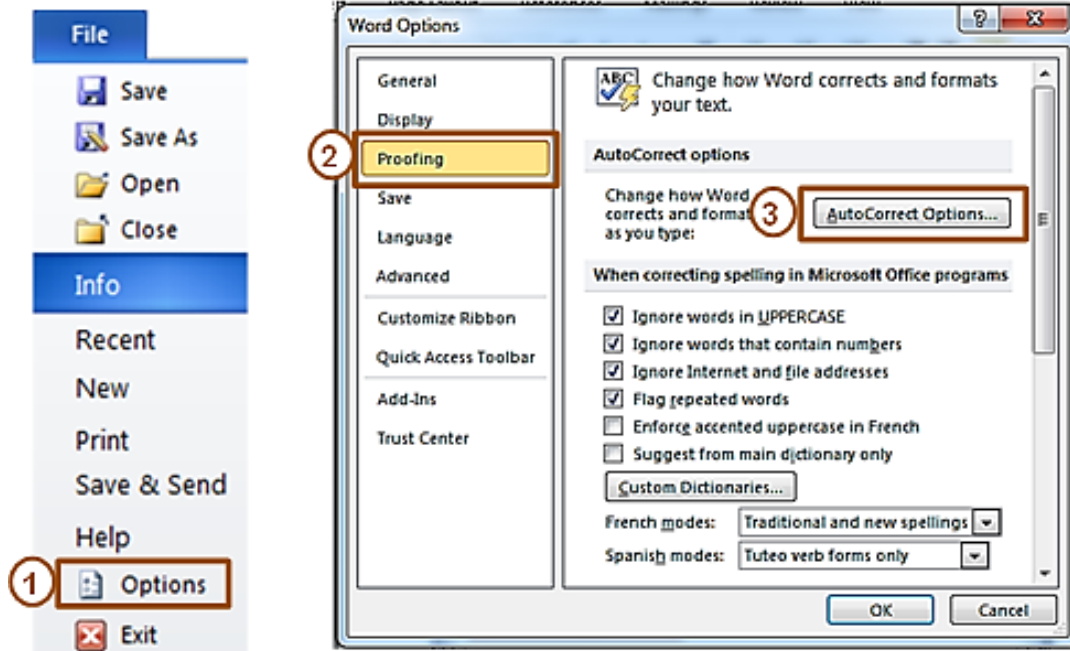 File
Save
Save As
Open
Close
Info
Recent
New
Print
Save & Send
Help
1
Options
Exit
Word Options
General
Display
2
Proofing
Save
Language
Advanced
Customize Ribbon
Quick Access Toolbar
Add-Ins
Trust Center
ABC
Change how Word corrects and formats
your text.
AutoCorrect options
Change how Word
corrects and format
as you type:
3
AutoCorrect Options...
When correcting spelling in Microsoft Office programs
Ignore words in UPPERCASE
Ignore words that contain numbers
Ignore Internet and file addresses
Flag repeated words
Enforce accented uppercase in French
Suggest from main dictionary only
Custom Dictionaries...
French modes: Traditional and new spellings
Spanish modes: Tuteo verb forms only
OK Cancel